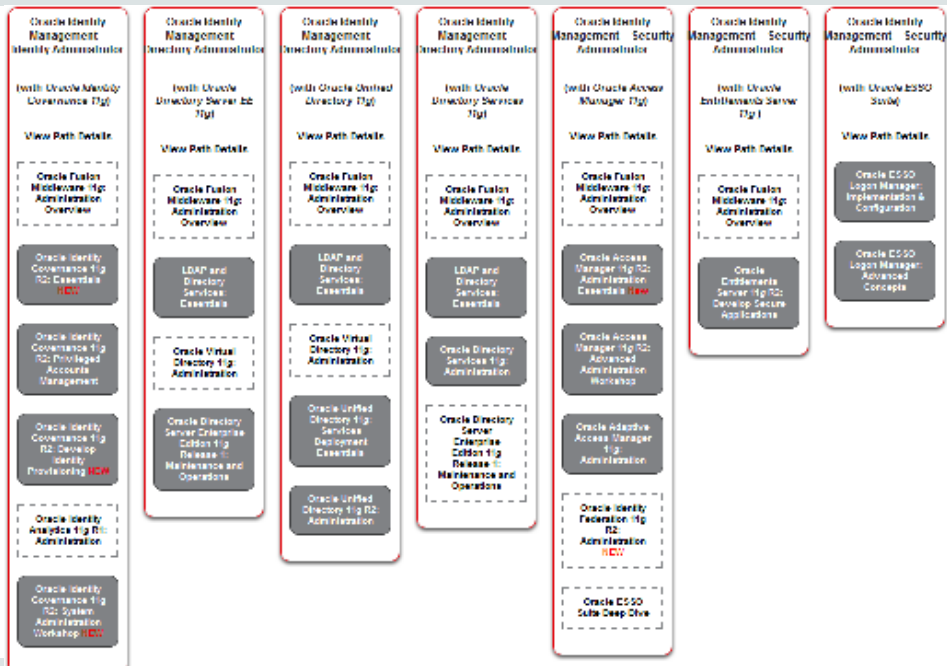 Oracle Identity
Management
Identity Administrator
(with Oracle Identity
Governance 11g)
View Path Details
Oracle Fusion
Middleware 11g:
Administration
Overview
Oracle Identity
Governance 11g
R2: Essentials
NEW
Oracle Identity
Governance 11g
R2: Privileged
Accounts
Management
Oracle Identity
Governance 11g
R2: Develop
Identity
Provisioning NEW
Oracle Identity
Analytics 11g R1:
Administration
Oracle Identity
Governance 11g
R2: System
Administration
Workshop NEW
Oracle Identity
Management
Directory Administrator
(with Oracle
Directory Server EE
11g)
View Path Details
Oracle Fusion
Middleware 11g:
Administration
Overview
LDAP and
Directory
Services:
Essentials
Oracle Virtual
Directory 11g:
Administration
Oracle Directory
Server Enterprise
Edition 11g
Release 1:
Maintenance and
Operations
Oracle Identity
Management
Directory Administrator
(with Oracle Unified
Directory 11g)
View Path Details
Oracle Fusion
Middleware 11g:
Administration
Overview
LDAP and
Directory
Services:
Essentials
Oracle Virtual
Directory 11g:
Administration
Oracle Unified
Directory 11g:
Services
Deployment
Essentials
Oracle Unified
Directory 11g R2:
Administration
Oracle Identity
Management
Directory Administrator
(with Oracle
Directory Services
11g)
View Path Details
Oracle Fusion
Middleware 11g:
Administration
Overview
LDAP and
Directory
Services:
Essentials
Oracle Directory
Services 11g:
Administration
Oracle Directory
Server
Enterprise
Edition 11g
Release 1:
Maintenance and
Operations
Oracle Identity
Management Security
Administrator
(with Oracle Access
Manager 11g)
View Path Details
Oracle Fusion
Middleware 11g:
Administration
Overview
Oracle Access
Manager 11g R2:
Administration
Essentials New
Oracle Access
Manager 11g R2:
Advanced
Administration
Workshop
Oracle Adaptive
Access Manager
11g:
Administration
Oracle Identity
Federation 11g
R2:
Administration
NEW
Oracle ESSO
Suite Deep Dive
Oracle Identity
Management Security
Administrator
(with Oracle
Entitlements Server
11g )
View Path Details
Oracle Fusion
Middleware 11g:
Administration
Overview
Oracle
Entitlements
Server 11g R2:
Develop Secure
Applications
Oracle Identity
Management Security
Administrator
(with Oracle ESSO
Suite)
View Path Details
Oracle ESSO
Logon Manager:
Implementation &
Configuration
Oracle ESSO
Logon Manager:
Advanced
Concepts